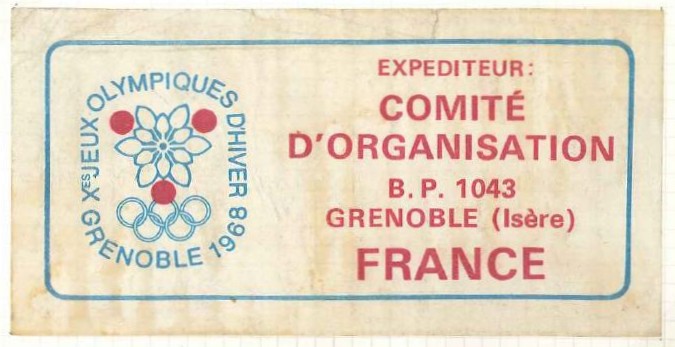 Xes JEUX OLYMPIQUES D'HIVER
GRENOBLE 1968
EXPEDITEUR:
COMITÉ
D'ORGANISATION
B.P. 1043
GRENOBLE (Isère)
FRANCE